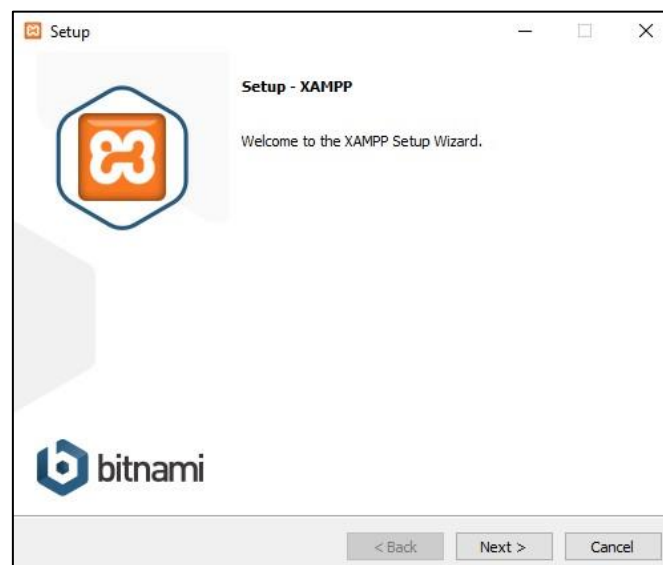 Setup
Setup - XAMPP
Welcome to the XAMPP Setup Wizard.
bitnami
< Back Next > Cancel